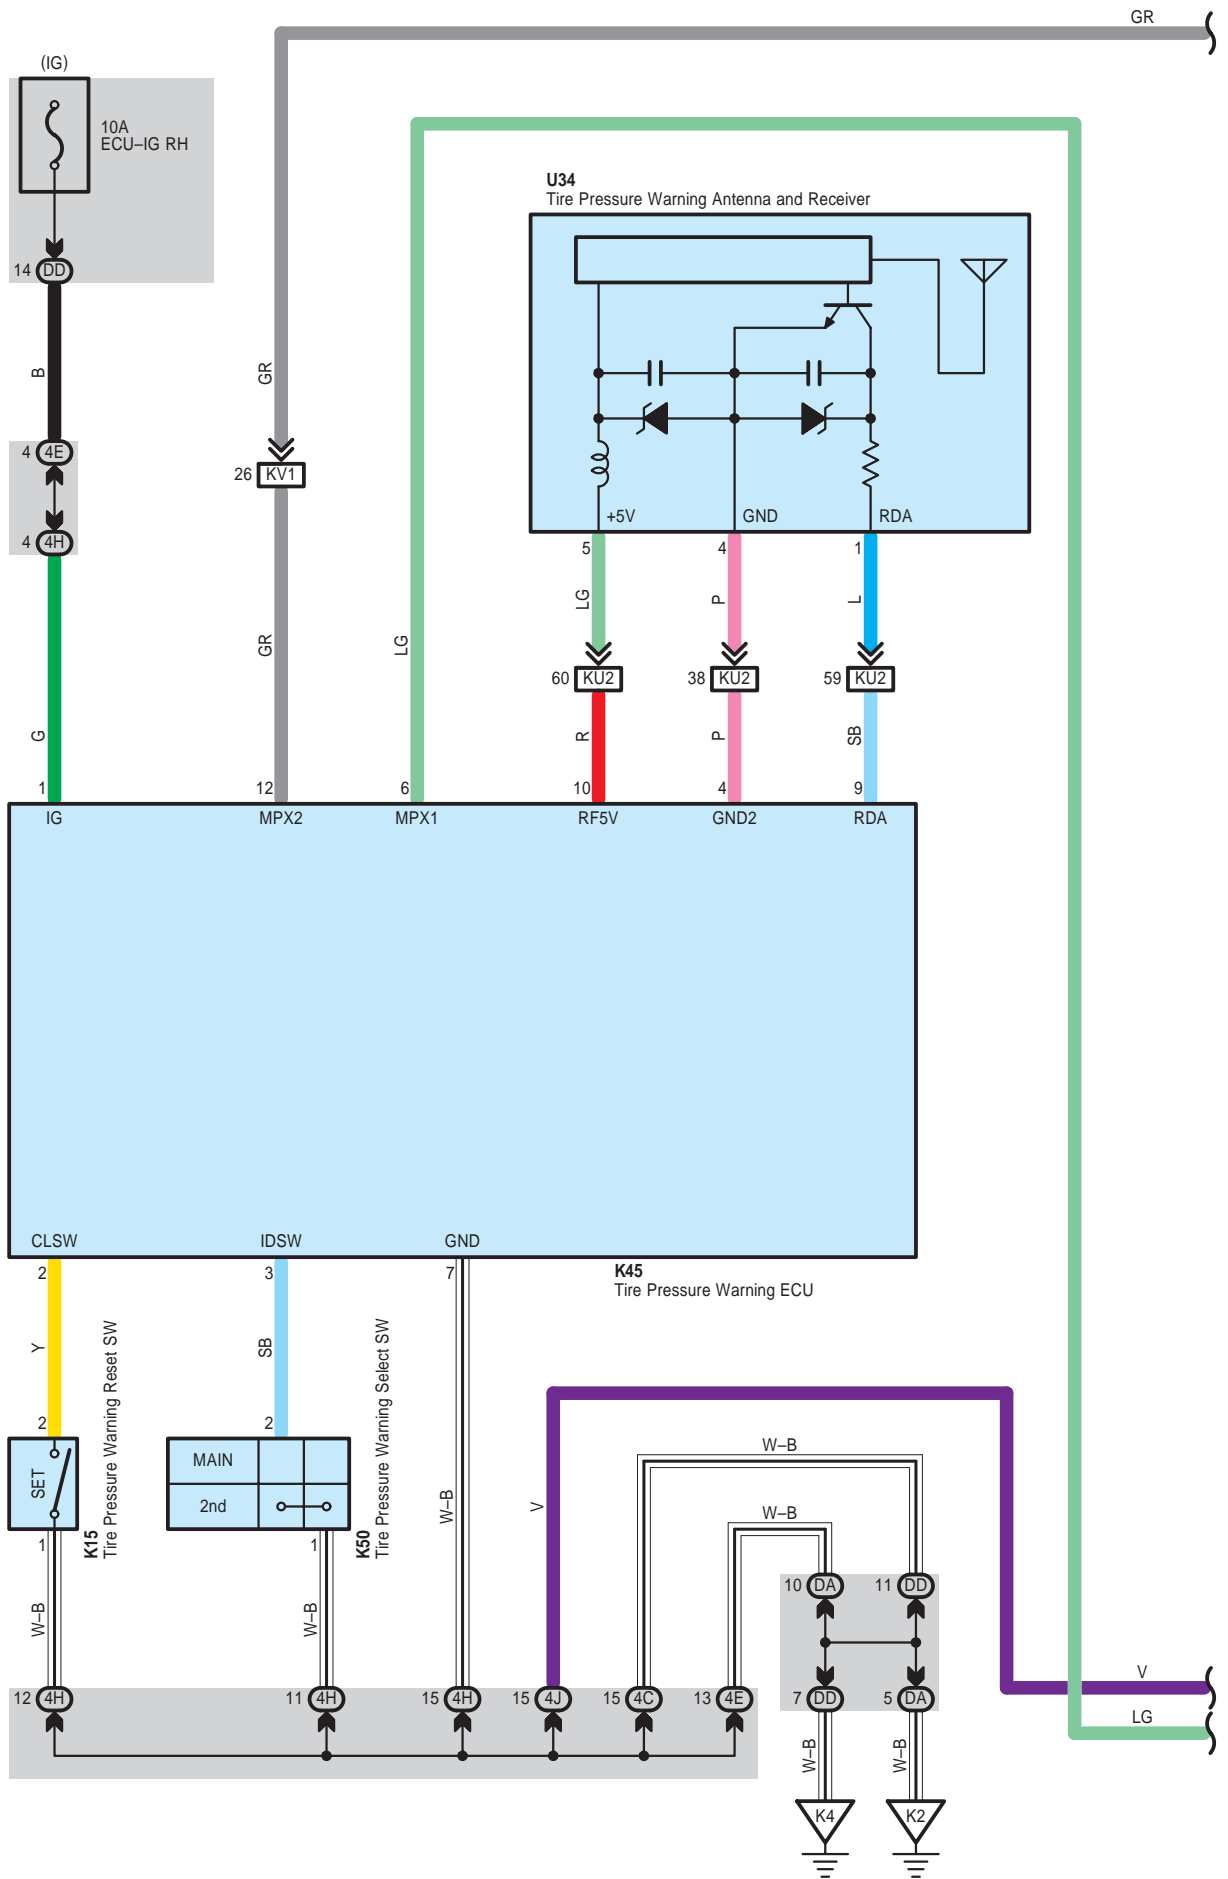 GR
(IG)
10A
ECU–IG RH
U34
Tire Pressure Warning Antenna and Receiver
14 DD
B
GR
4 4E
26 KV1
+5V GND RDA
4 4H
5 4 1
LG P L
GR
LG
60 KU2 38 KU2 59 KU2
G
R P SB
1 12 6 10 4 9
IG MPX2 MPX1 RF5V GND2 RDA
CLSW IDSW GND
2 3 7
K45
Tire Pressure Warning ECU
Y
SB
K15
Tire Pressure Warning Reset SW
K50
Tire Pressure Warning Select SW
2 2
SET
MAIN
2nd
1 1
W–B
V
W–B
W–B
10 DA 11 DD
W–B W–B
12 4H 11 4H 15 4H 15 4J 15 4C 13 4E 7 DD 5 DA
V
LG
W–B W–B
K4 K2